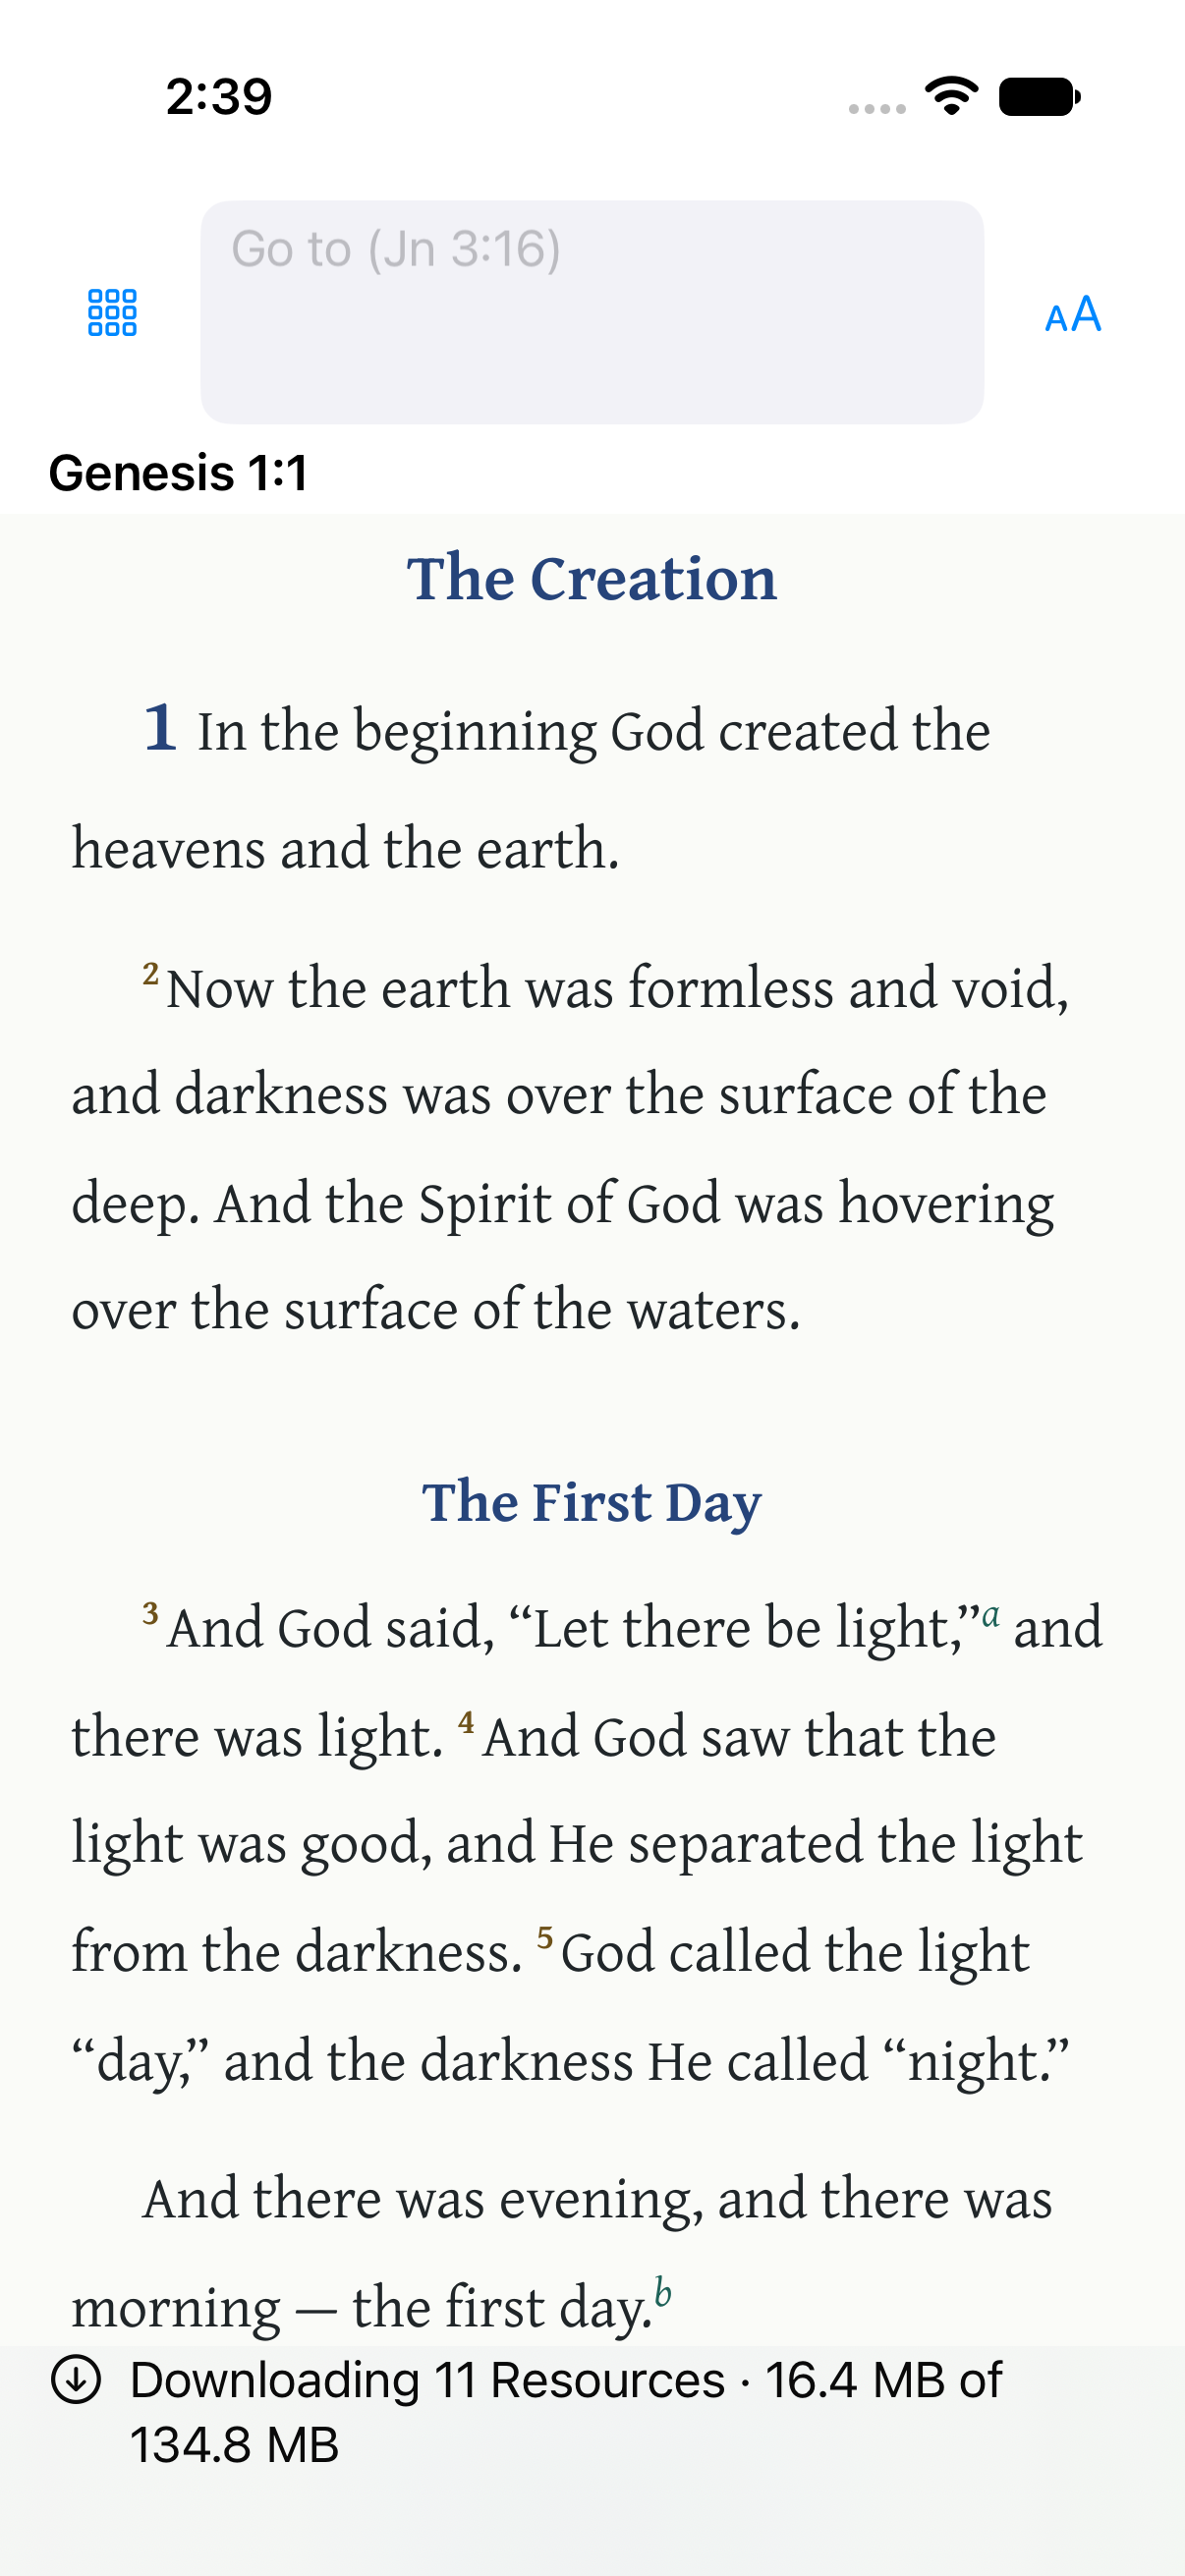 2:39
Go to (Jn 3:16)
AA
Genesis 1:1
The Creation
1 In the beginning God created the
heavens and the earth.
2 Now the earth was formless and void,
and darkness was over the surface of the
deep. And the Spirit of God was hovering
over the surface of the waters.
The First Day
3 And God said, “Let there be light,”a and
there was light. 4 And God saw that the
light was good, and He separated the light
from the darkness. 5 God called the light
“day,” and the darkness He called “night.”
And there was evening, and there was
morning — the first day.b
Downloading 11 Resources · 16.4 MB of
134.8 MB